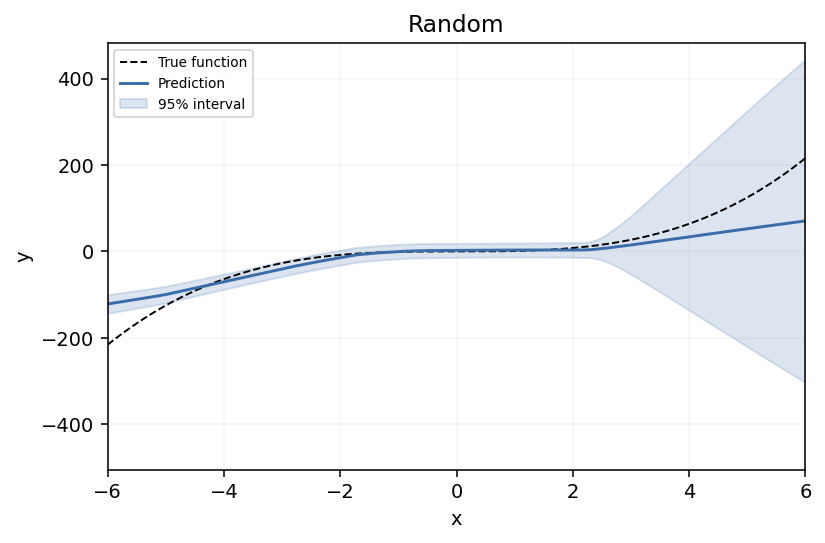 Random
True function
Prediction
95% interval
400
200
0
−200
−400
y
−6 −4 −2 0 2 4 6
x